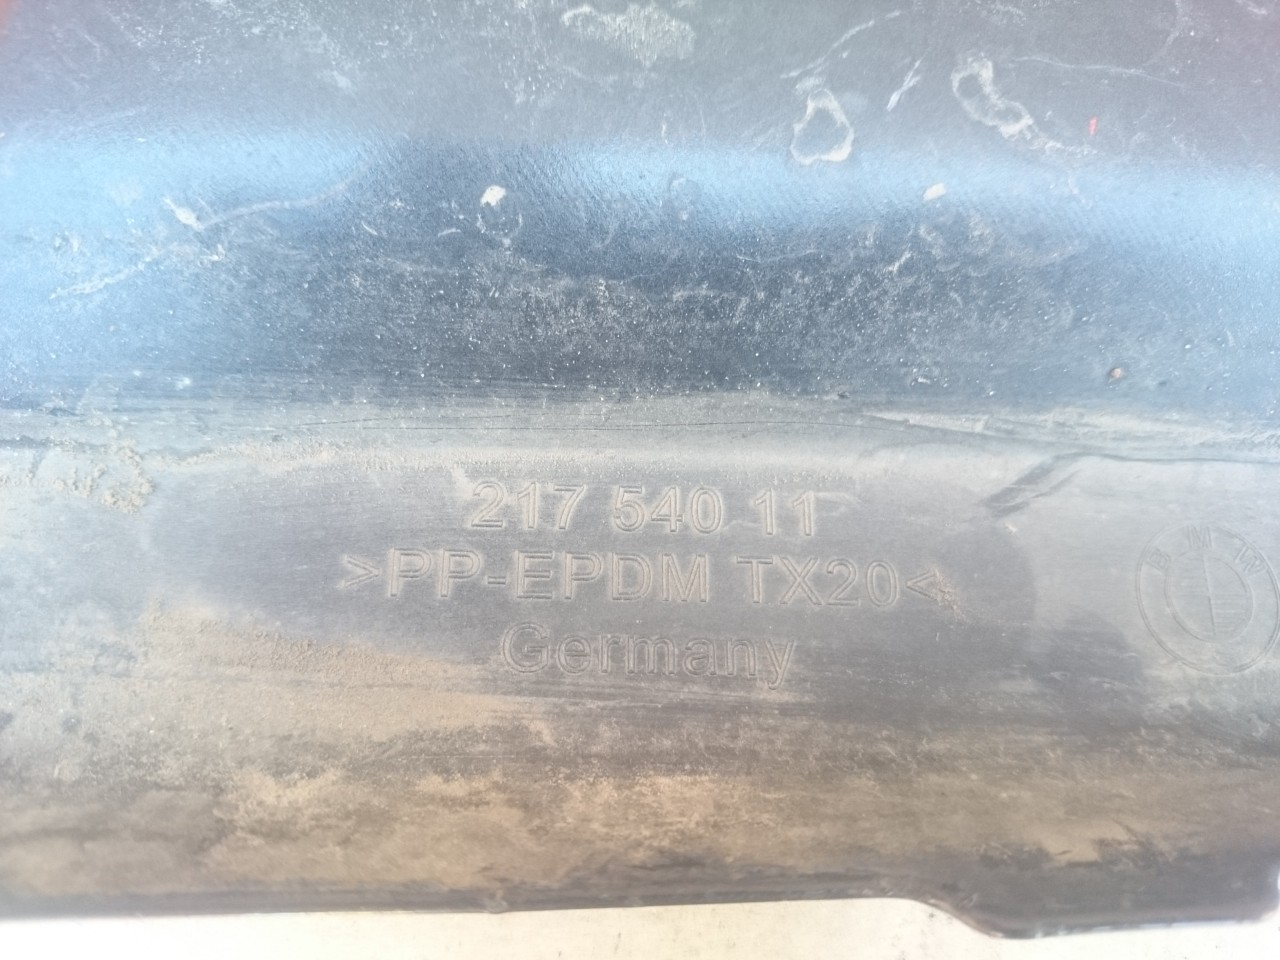 217 540 11
>PP-EPDM TX20<
Germany
BMW